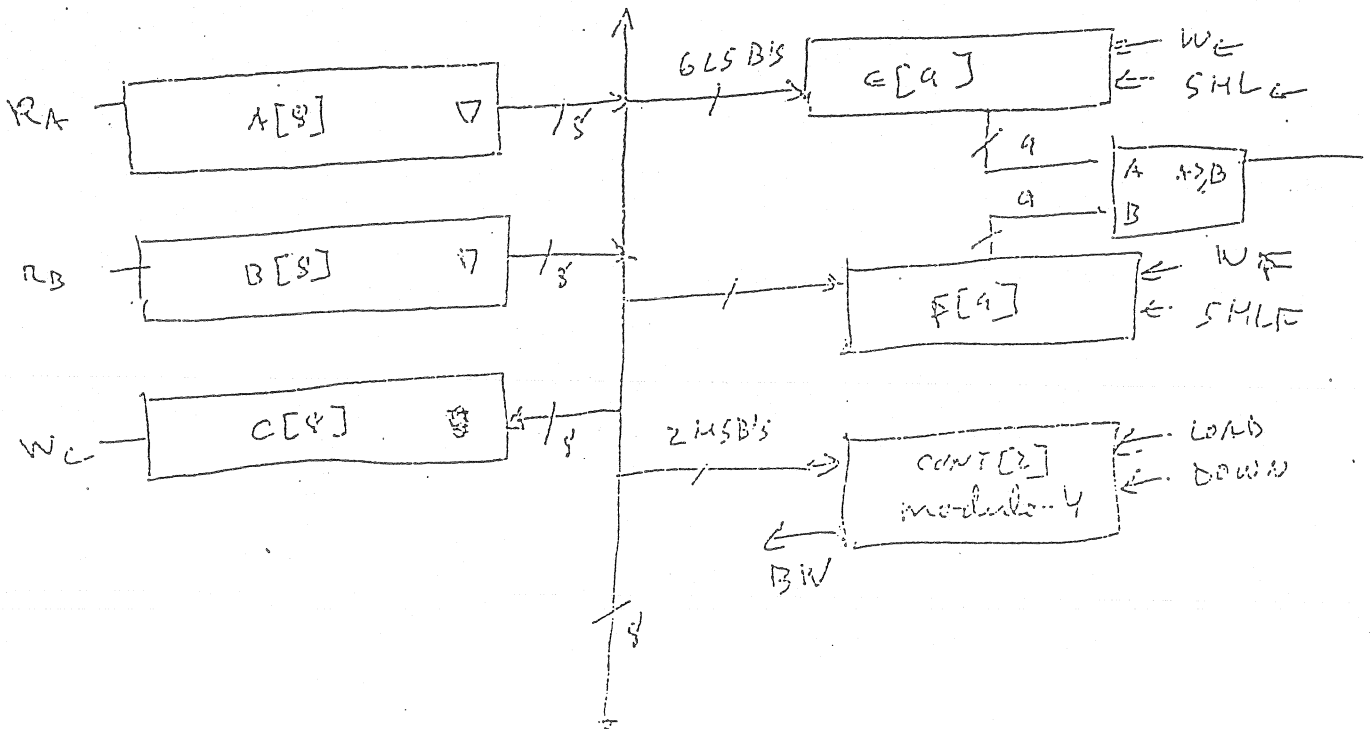 RA
A[8]
8
RB
B[8]
8
WC
C[8]
8
6 LSB'S
E[9]
WE
SHLE
9
A A≥B
9
B
F[9]
WF
SHLF
2 MSB'S
CONT[2]
modulo-4
LOAD
DOWN
BW
8